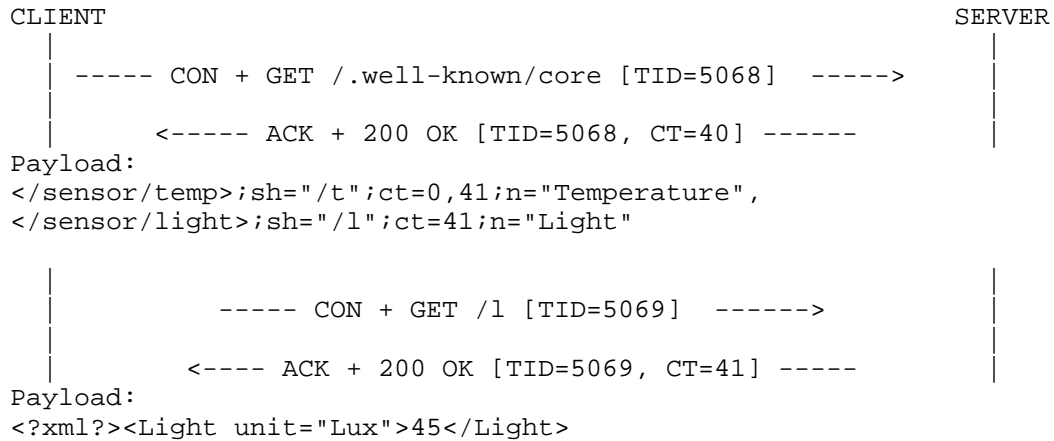 CLIENT                                                          SERVER
  |                                                               |
  | ----- CON + GET /.well-known/core [TID=5068]  ----->          |
  |                                                               |
  |       <----- ACK + 200 OK [TID=5068, CT=40] ------            |
Payload:
</sensor/temp>;sh="/t";ct=0,41;n="Temperature",
</sensor/light>;sh="/l";ct=41;n="Light"

  |                                                               |
  |           ----- CON + GET /l [TID=5069]  ------>              |
  |                                                               |
  |         <---- ACK + 200 OK [TID=5069, CT=41] -----            |
Payload:
<?xml?><Light unit="Lux">45</Light>